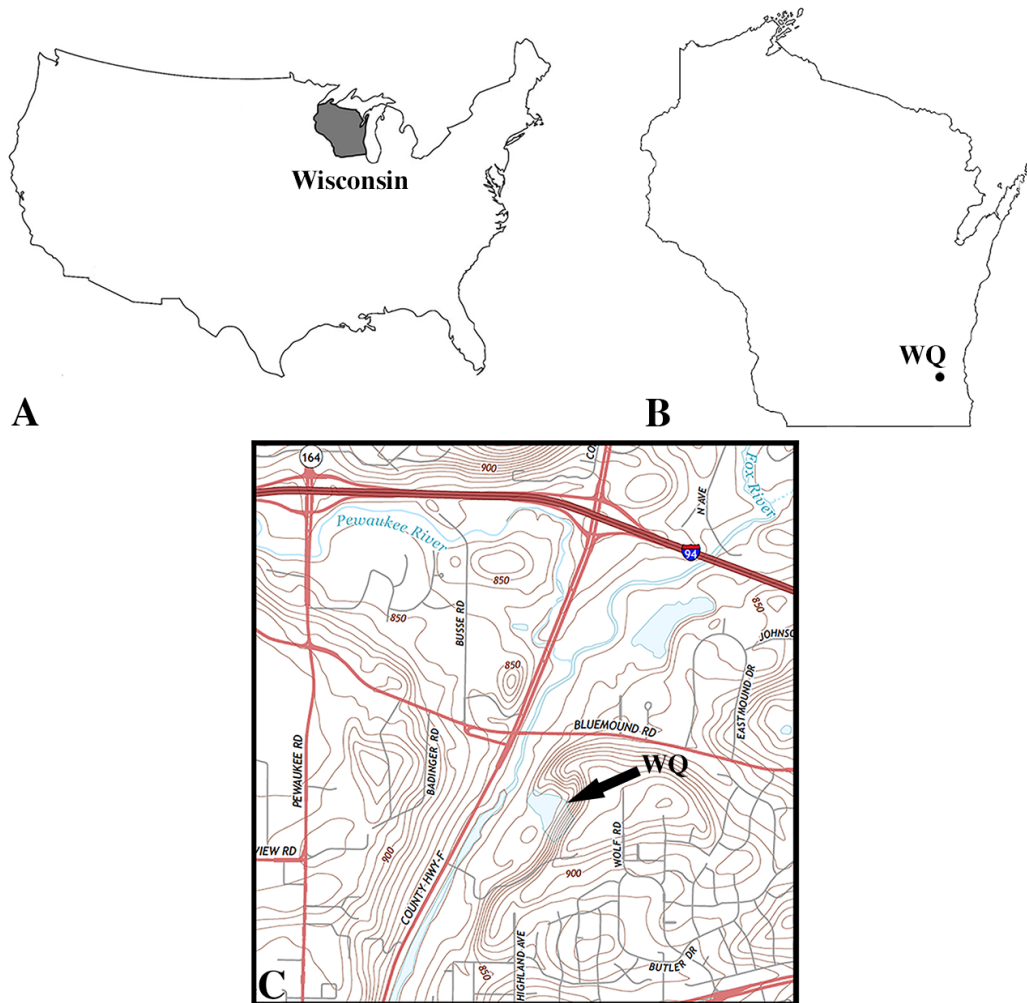 Wisconsin
A
WQ
B
164
900
CO
Fox River
N AVE
Pewaukee River
94
850
850
850
BUSSE RD
JOHNSO
850
EASTMOUND DR
BLUEMOUND RD
BADINGER RD
PEWAUKEE RD
WQ
WOLF RD
VIEW RD
900
900
COUNTY HWY-F
HIGHLAND AVE
850
BUTLER DR
C